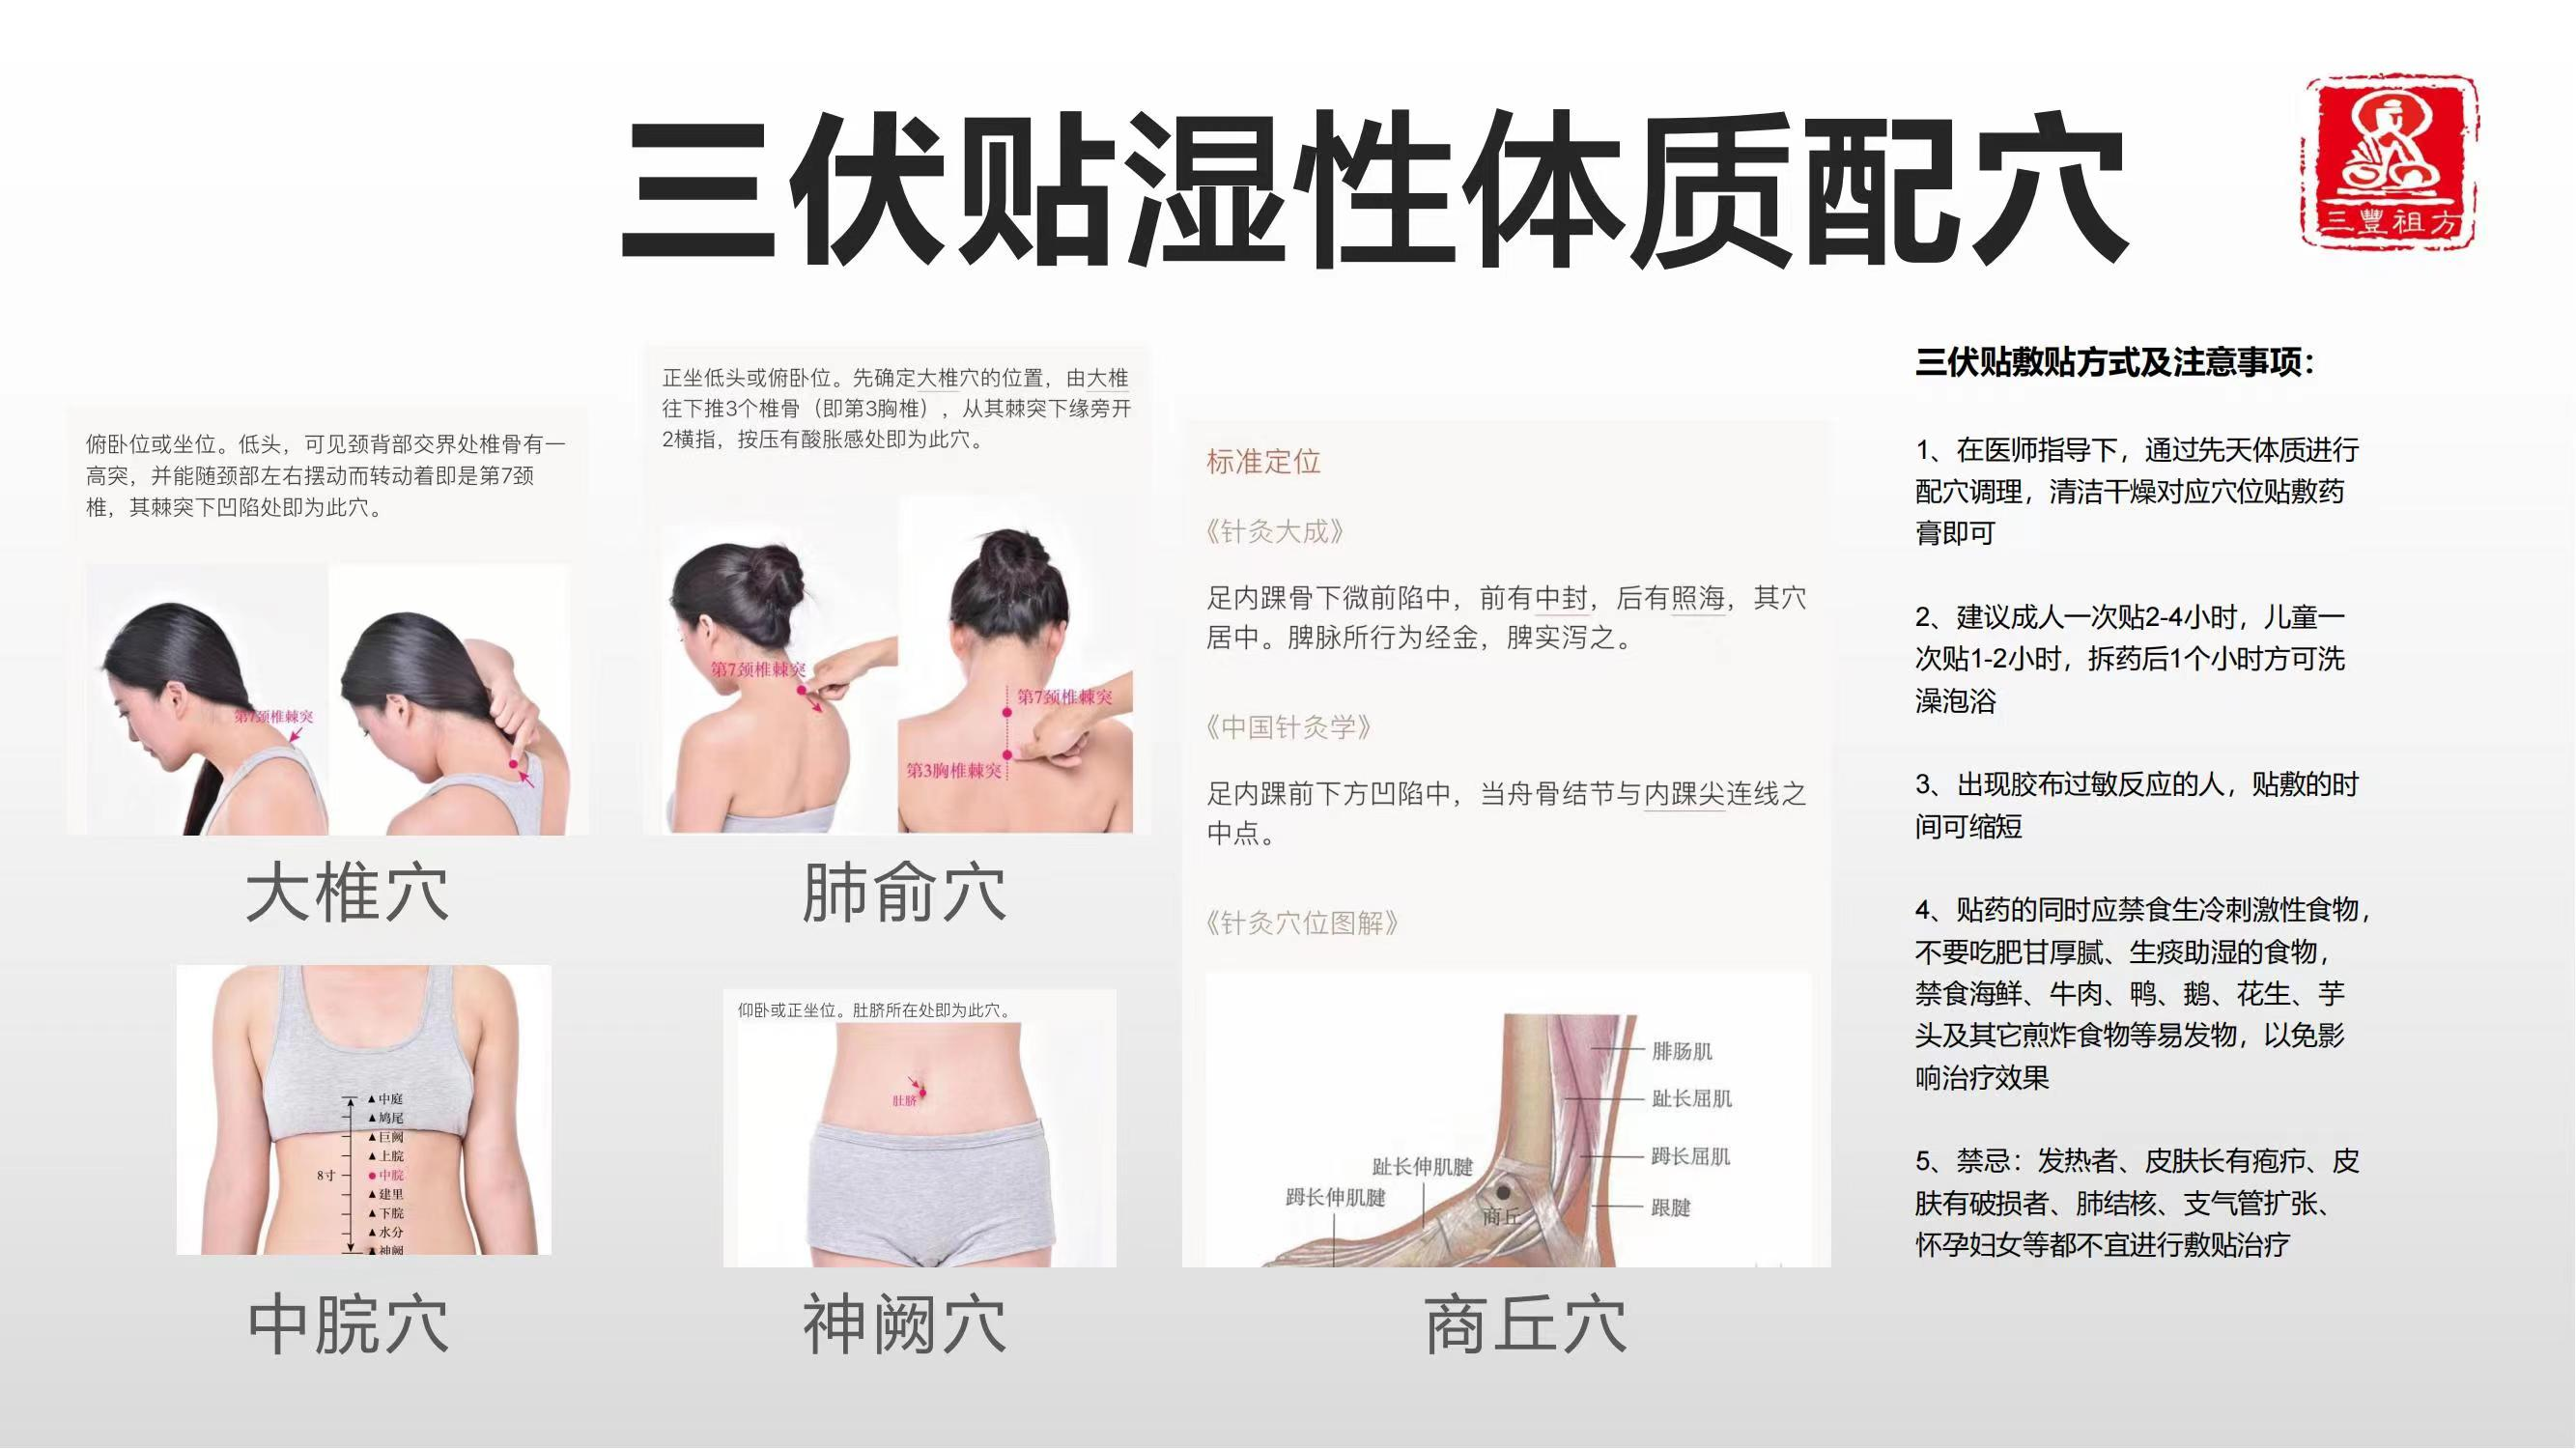 三伏贴湿性体质配穴
三豐祖方
俯卧位或坐位。低头，可见颈背部交界处椎骨有一
高突，并能随颈部左右摆动而转动着即是第7颈
椎，其棘突下凹陷处即为此穴。
第7颈椎棘突
大椎穴
正坐低头或俯卧位。先确定大椎穴的位置，由大椎
往下推3个椎骨（即第3胸椎），从其棘突下缘旁开
2横指，按压有酸胀感处即为此穴。
第7颈椎棘突
第7颈椎棘突
第3胸椎棘突
肺俞穴
中庭
鸠尾
巨阙
上脘
8寸
中脘
建里
下脘
水分
神阙
中脘穴
仰卧或正坐位。肚脐所在处即为此穴。
肚脐
神阙穴
标准定位
《针灸大成》
足内踝骨下微前陷中，前有中封，后有照海，其穴
居中。脾脉所行为经金，脾实泻之。
《中国针灸学》
足内踝前下方凹陷中，当舟骨结节与内踝尖连线之
中点。
《针灸穴位图解》
腓肠肌
趾长屈肌
踇长屈肌
跟腱
趾长伸肌腱
踇长伸肌腱
商丘
商丘穴
三伏贴敷贴方式及注意事项：
1、在医师指导下，通过先天体质进行
配穴调理，清洁干燥对应穴位贴敷药
膏即可
2、建议成人一次贴2-4小时，儿童一
次贴1-2小时，拆药后1个小时方可洗
澡泡浴
3、出现胶布过敏反应的人，贴敷的时
间可缩短
4、贴药的同时应禁食生冷刺激性食物，
不要吃肥甘厚腻、生痰助湿的食物，
禁食海鲜、牛肉、鸭、鹅、花生、芋
头及其它煎炸食物等易发物，以免影
响治疗效果
5、禁忌：发热者、皮肤长有疱疖、皮
肤有破损者、肺结核、支气管扩张、
怀孕妇女等都不宜进行敷贴治疗